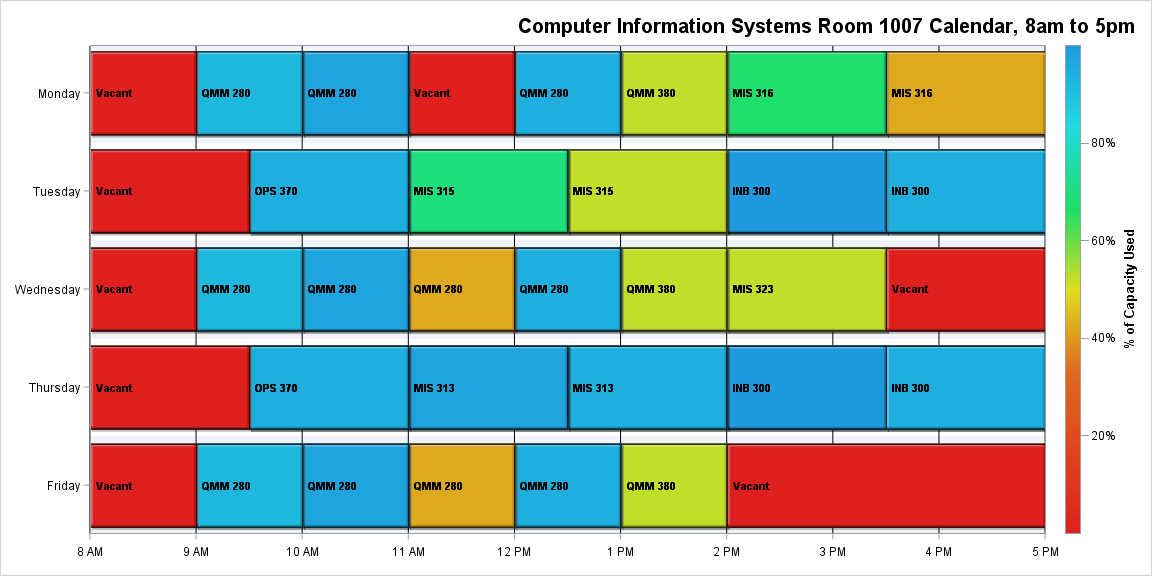 Computer Information Systems Room 1007 Calendar, 8am to 5pm
Monday
Vacant
QMM 280
QMM 280
Vacant
QMM 280
QMM 380
MIS 316
MIS 316
Tuesday
Vacant
OPS 370
MIS 315
MIS 315
INB 300
INB 300
Wednesday
Vacant
QMM 280
QMM 280
QMM 280
QMM 280
QMM 380
MIS 323
Vacant
Thursday
Vacant
OPS 370
MIS 313
MIS 313
INB 300
INB 300
Friday
Vacant
QMM 280
QMM 280
QMM 280
QMM 280
QMM 380
Vacant
8 AM
9 AM
10 AM
11 AM
12 PM
1 PM
2 PM
3 PM
4 PM
5 PM
80%
60%
40%
20%
% of Capacity Used